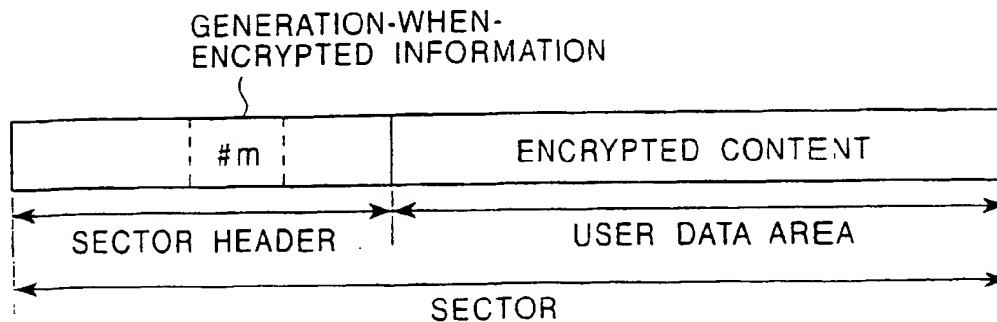 GENERATION-WHEN-
ENCRYPTED INFORMATION
#m
ENCRYPTED CONTENT
SECTOR HEADER
USER DATA AREA
SECTOR